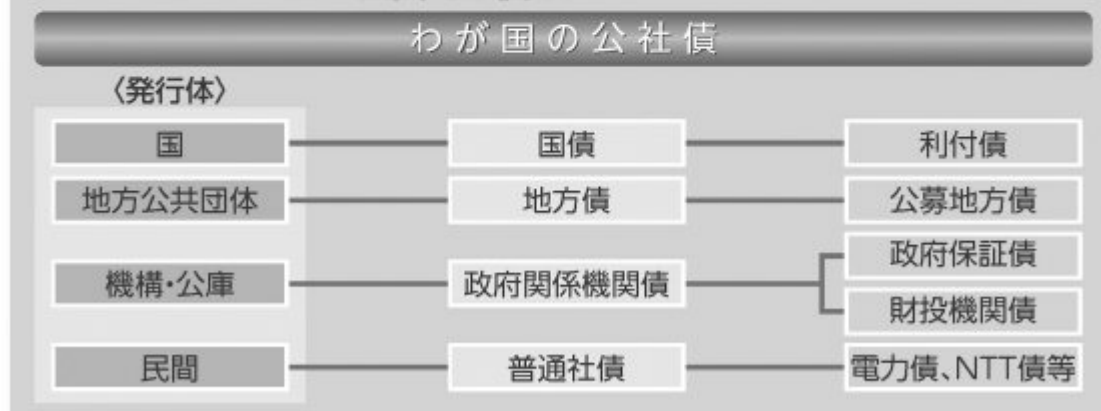 わが国の公社債
〈発行体〉
国 国債 利付債
地方公共団体 地方債 公募地方債
機構・公庫 政府関係機関債 政府保証債
財投機関債
民間 普通社債 電力債、NTT債等